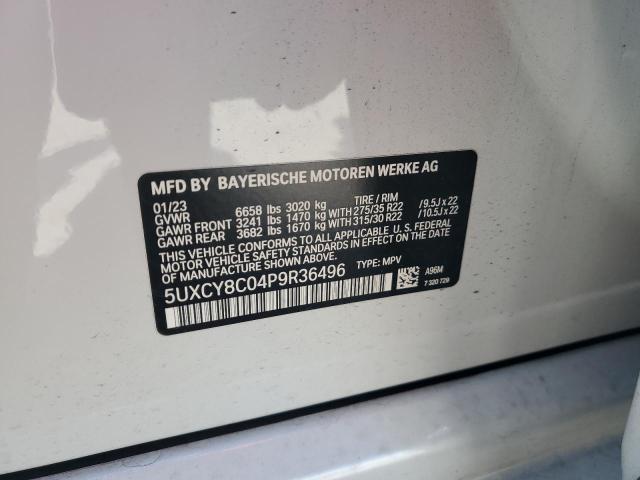 MFD BY BAYERISCHE MOTOREN WERKE AG
01/23 TIRE / RIM
GVWR 6658 lbs 3020 kg
GAWR FRONT 3241 lbs 1470 kg WITH 275/35 R22 /9.5J x 22
GAWR REAR 3682 lbs 1670 kg WITH 315/30 R22 /10.5J x 22
THIS VEHICLE CONFORMS TO ALL APPLICABLE U. S. FEDERAL
MOTOR VEHICLE SAFETY STANDARDS IN EFFECT ON THE
DATE OF MANUFACTURE SHOWN ABOVE.
5UXCY8C04P9R36496 TYPE: MPV
A96M
7 320 729